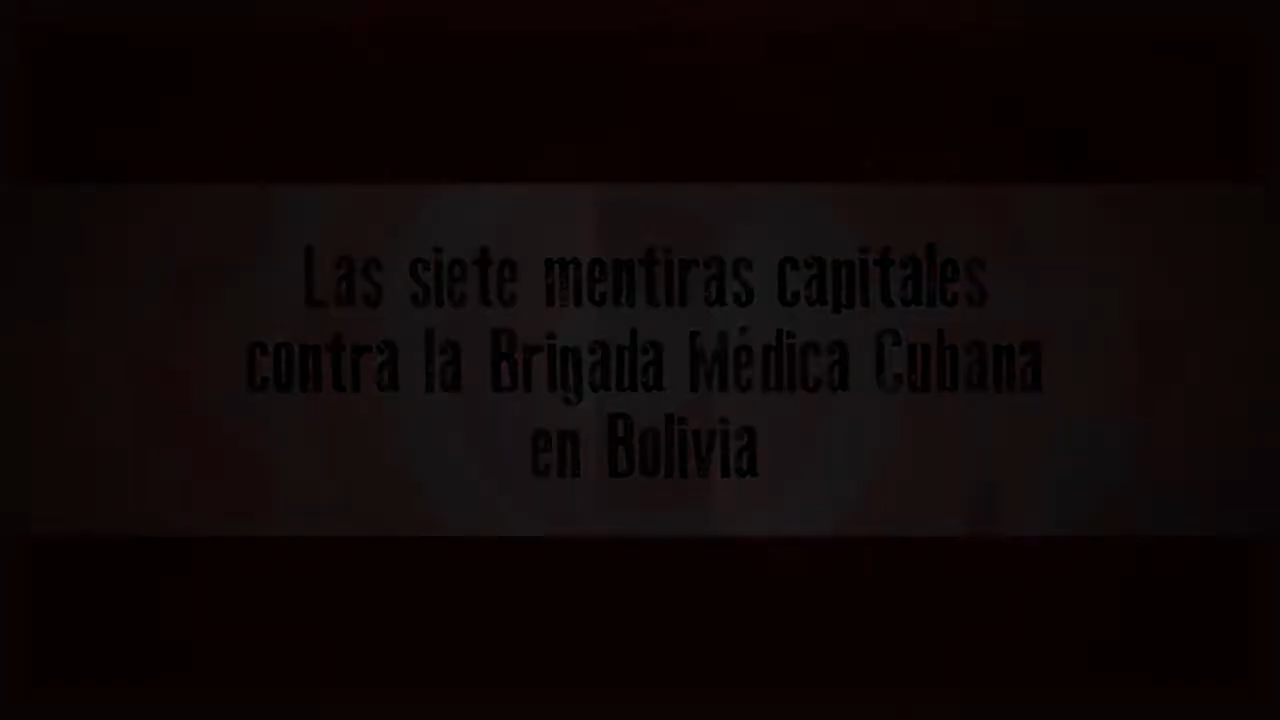 Las siete mentiras capitales
contra la Brigada Médica Cubana
en Bolivia